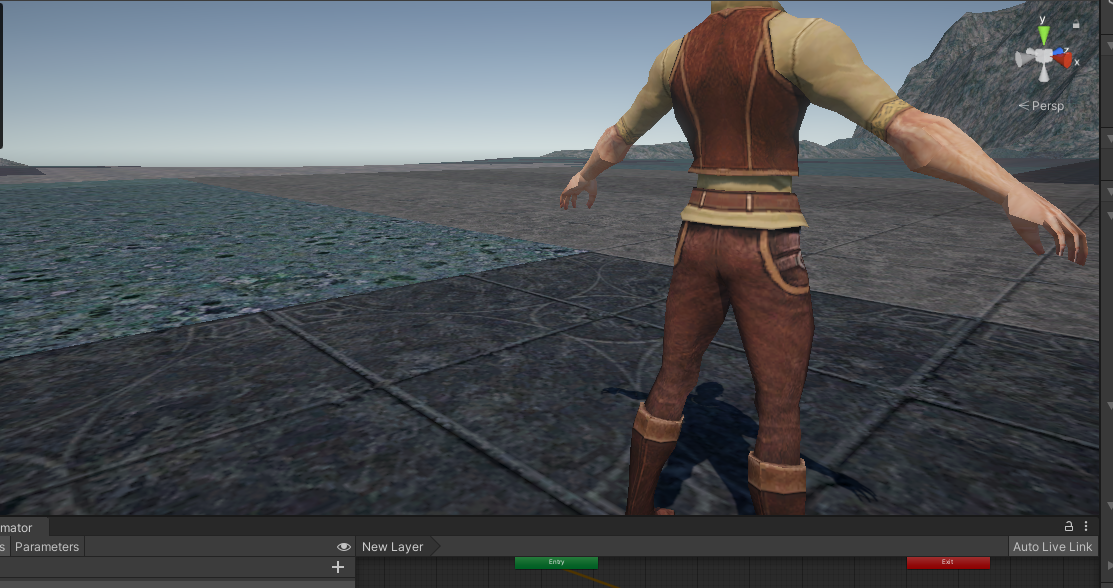 y
z
x
< Persp
mator
s Parameters
New Layer
Auto Live Link
Entry
Exit